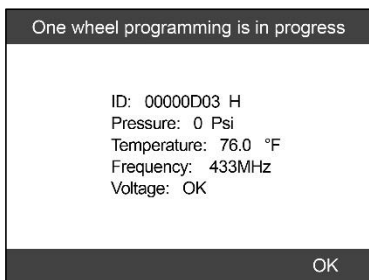 One wheel programming is in progress
ID: 00000D03 H
Pressure: 0 Psi
Temperature: 76.0 °F
Frequency: 433MHz
Voltage: OK
OK